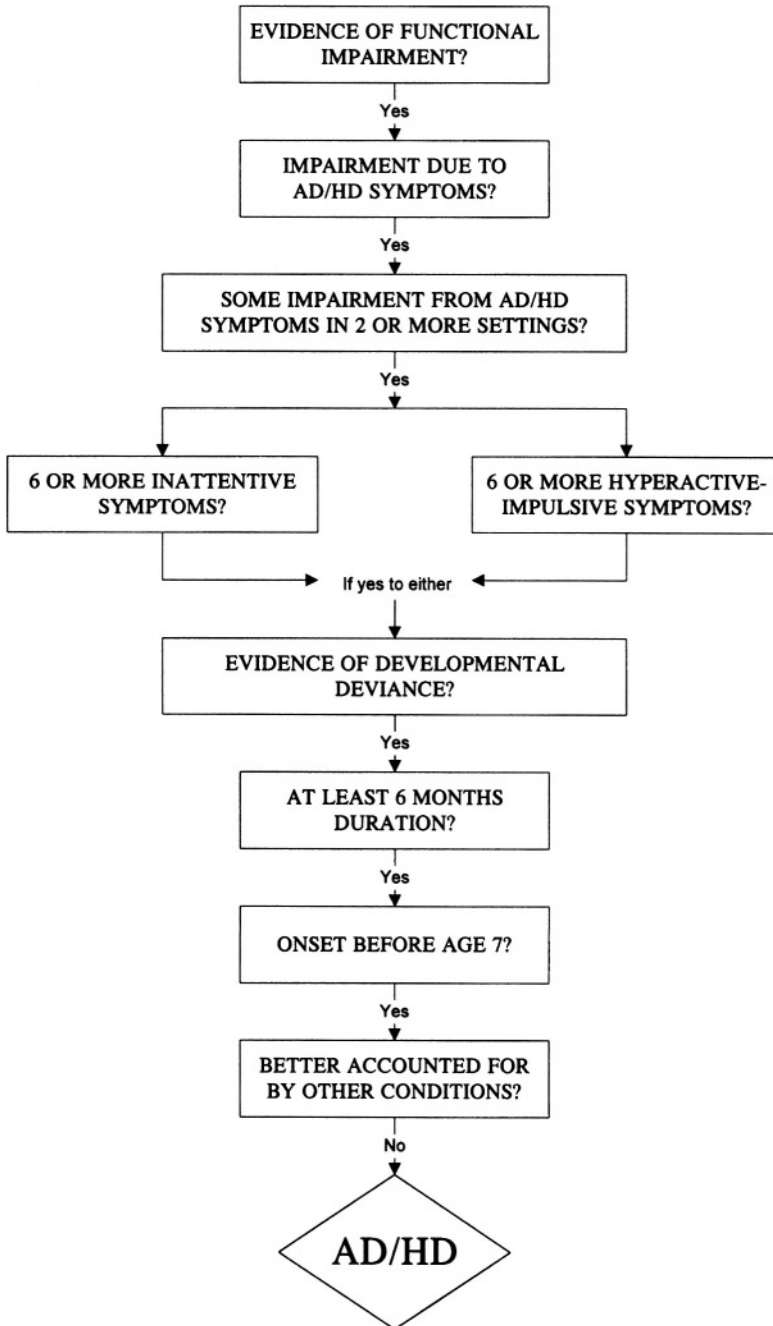 EVIDENCE OF FUNCTIONAL
IMPAIRMENT?
Yes
IMPAIRMENT DUE TO
AD/HD SYMPTOMS?
Yes
SOME IMPAIRMENT FROM AD/HD
SYMPTOMS IN 2 OR MORE SETTINGS?
Yes
6 OR MORE INATTENTIVE
SYMPTOMS?
6 OR MORE HYPERACTIVE-
IMPULSIVE SYMPTOMS?
If yes to either
EVIDENCE OF DEVELOPMENTAL
DEVIANCE?
Yes
AT LEAST 6 MONTHS
DURATION?
Yes
ONSET BEFORE AGE 7?
Yes
BETTER ACCOUNTED FOR
BY OTHER CONDITIONS?
No
AD/HD